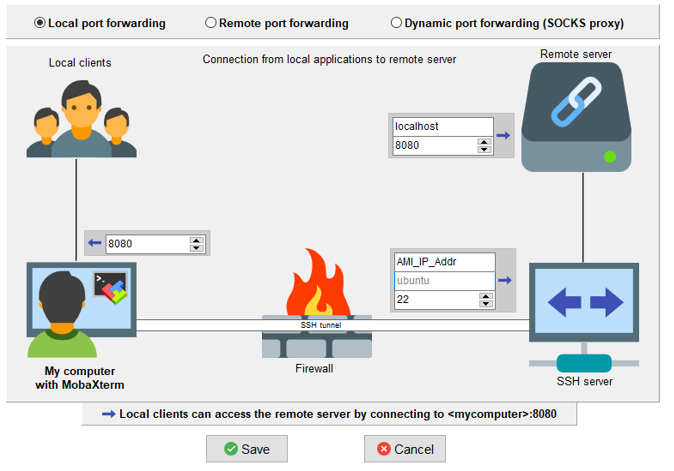 Local port forwarding
Remote port forwarding
Dynamic port forwarding (SOCKS proxy)
Local clients
Connection from local applications to remote server
Remote server
localhost
8080
8080
AMI_IP_Addr
ubuntu
22
>_
SSH tunnel
Firewall
My computer
with MobaXterm
SSH server
Local clients can access the remote server by connecting to <mycomputer>:8080
Save
Cancel